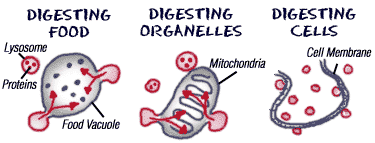 DIGESTING
FOOD
DIGESTING
ORGANELLES
DIGESTING
CELLS
Lysosome
Proteins
Food Vacuole
Mitochondria
Cell Membrane